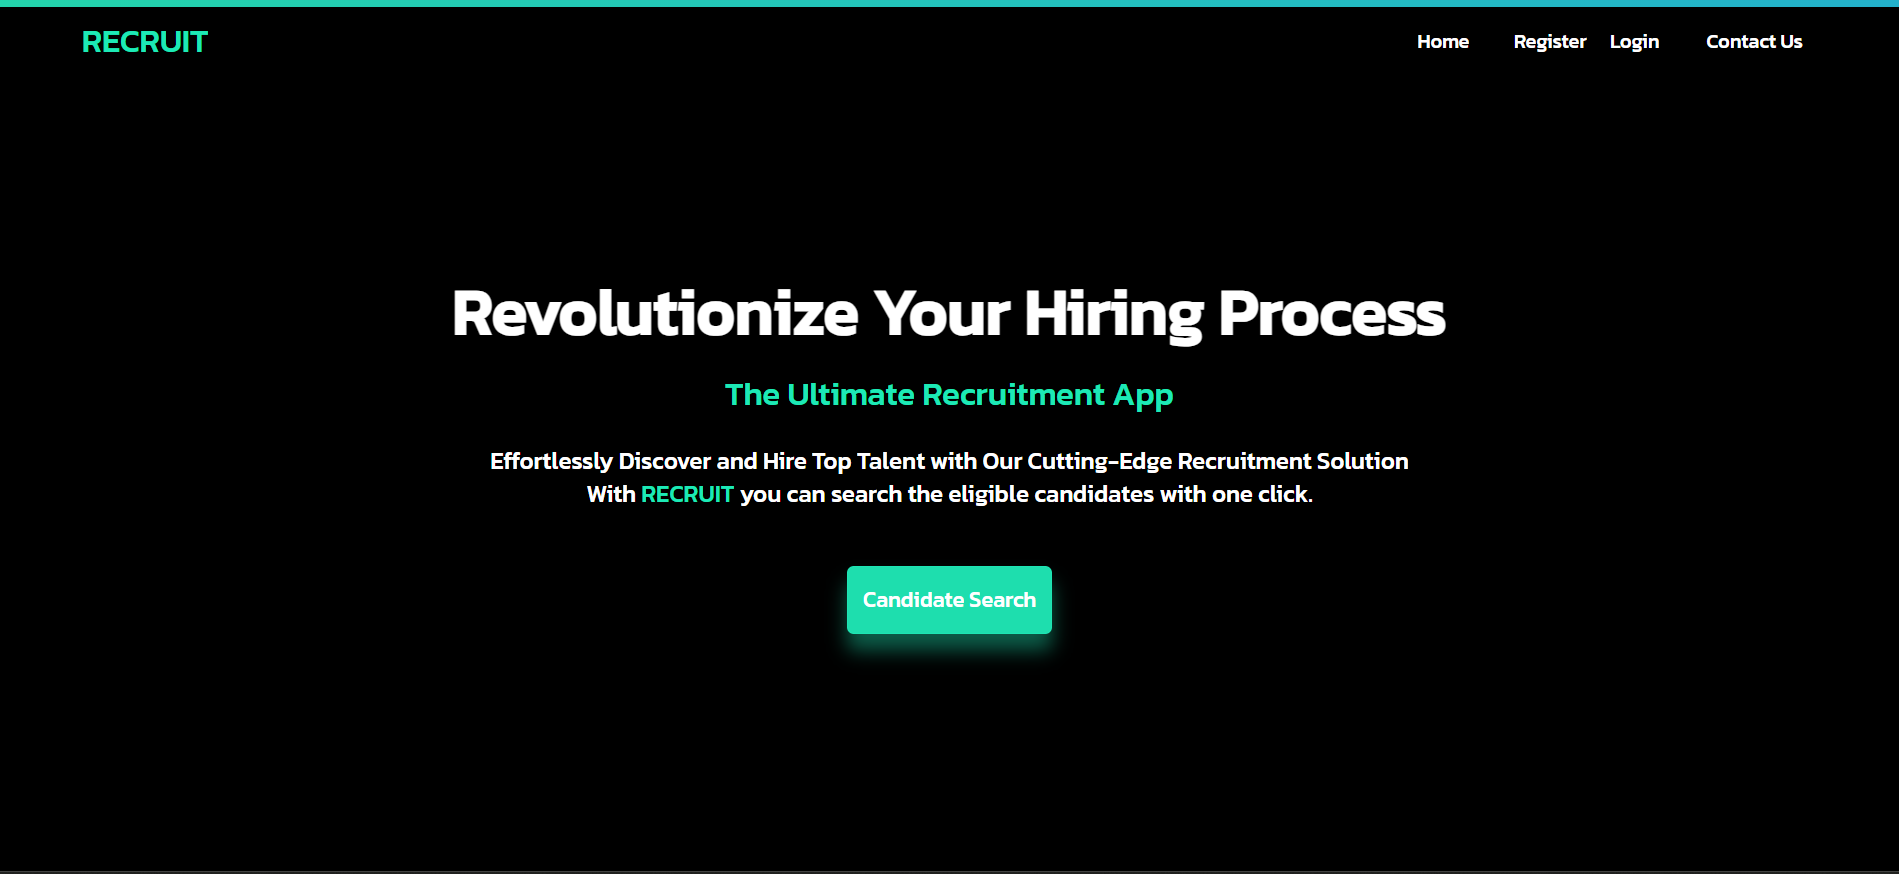 RECRUIT
Home Register Login Contact Us
Revolutionize Your Hiring Process
The Ultimate Recruitment App
Effortlessly Discover and Hire Top Talent with Our Cutting-Edge Recruitment Solution
With RECRUIT you can search the eligible candidates with one click.
Candidate Search